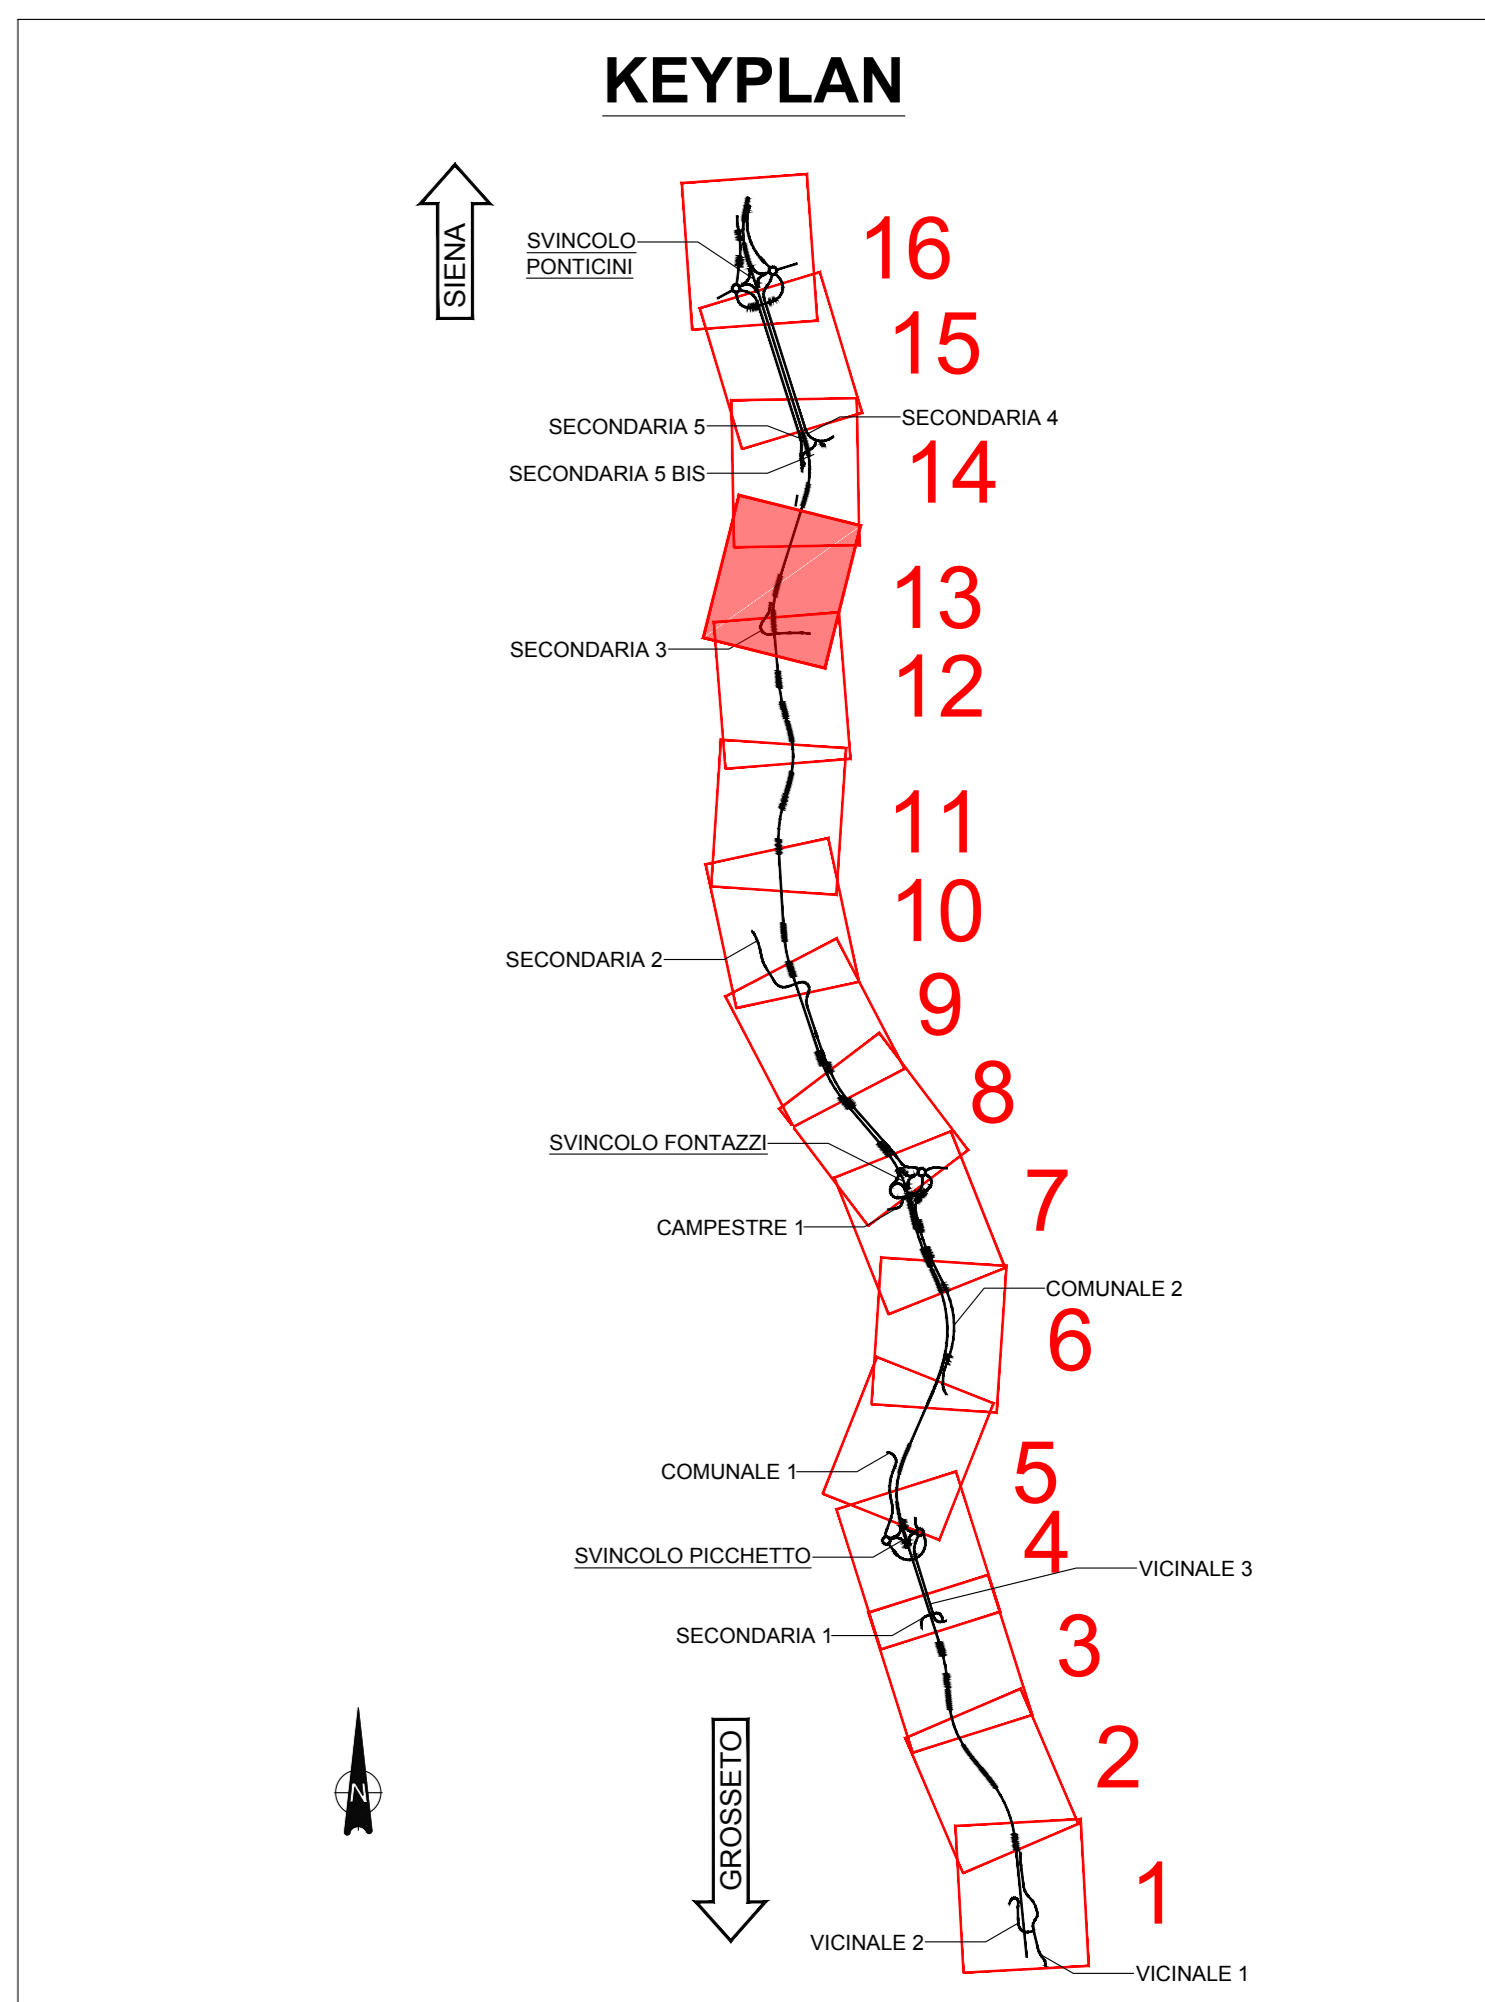 KEYPLAN
SIENA
SVINCOLO
PONTICINI
16
15
SECONDARIA 4
SECONDARIA 5
14
SECONDARIA 5 BIS
13
SECONDARIA 3
12
11
10
SECONDARIA 2
9
8
SVINCOLO FONTAZZI
7
CAMPESTRE 1
COMUNALE 2
6
COMUNALE 1
5
4
SVINCOLO PICCHETTO
VICINALE 3
SECONDARIA 1
3
2
N
GROSSETO
1
VICINALE 2
VICINALE 1